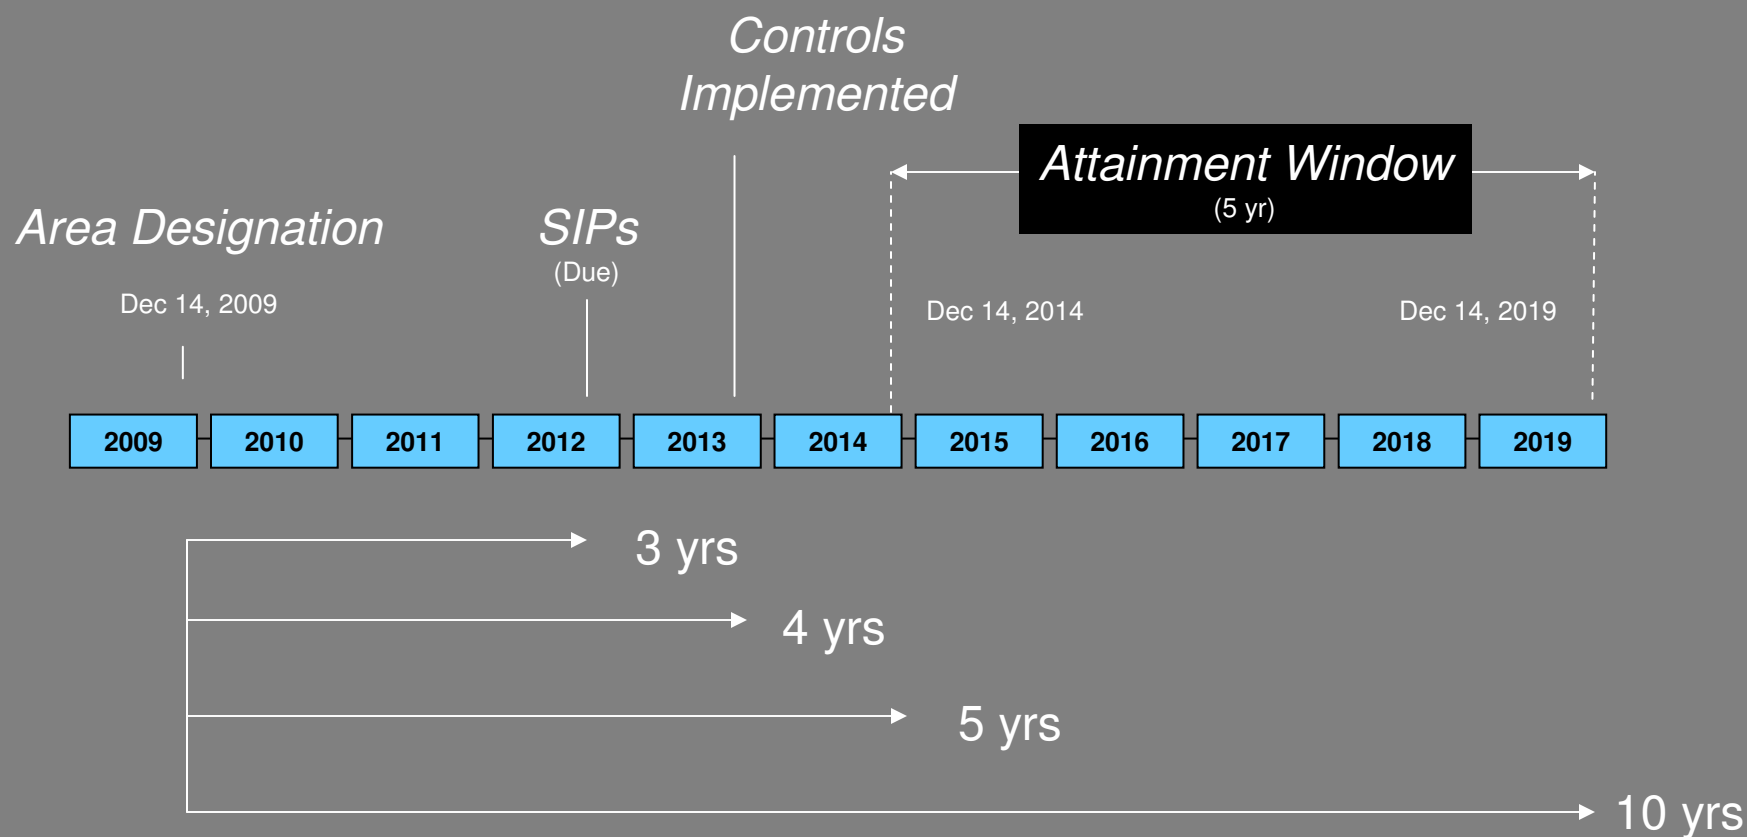 Controls
Implemented
Attainment Window
(5 yr)
Area Designation
SIPs
(Due)
Dec 14, 2009
Dec 14, 2014
Dec 14, 2019
2009
2010
2011
2012
2013
2014
2015
2016
2017
2018
2019
3 yrs
4 yrs
5 yrs
10 yrs